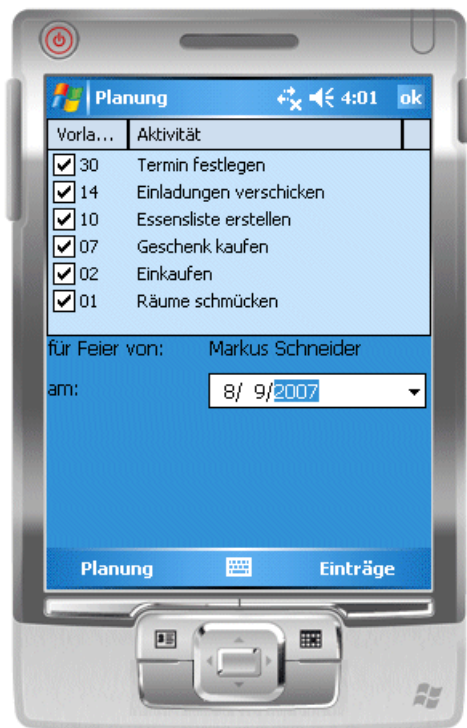 Planung 4:01 ok
Vorla... Aktivität
30 Termin festlegen
14 Einladungen verschicken
10 Essensliste erstellen
07 Geschenk kaufen
02 Einkaufen
01 Räume schmücken
für Feier von: Markus Schneider
am: 8/ 9/2007
Planung Einträge